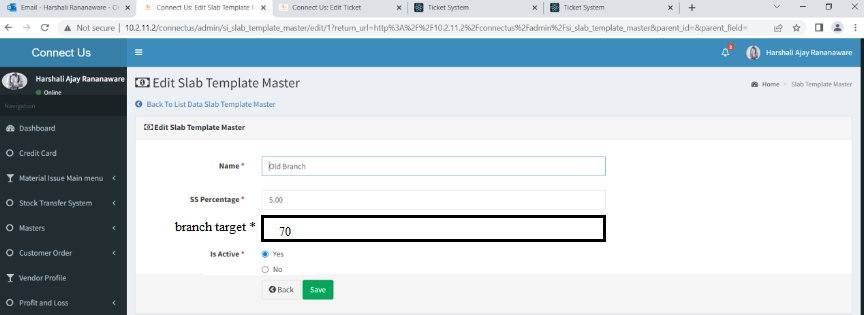 Email - Harshali Rananaware - O
Connect Us: Edit Slab Template M
Connect Us: Edit Ticket
Ticket System
Ticket System
Not secure | 10.2.11.2/connectus/admin/si_slab_template_master/edit/1?return_url=http%3A%2F%2F10.2.11.2%2Fconnectus%2Fadmin%2Fsi_slab_template_master&parent_id=&parent_field=
Connect Us
3
Harshali Ajay Rananaware
Harshali Ajay Rananaware
Online
Navigation
Dashboard
Credit Card
Material Issue Main menu
Stock Transfer System
Masters
Customer Order
Vendor Profile
Profit and Loss
Edit Slab Template Master
Home > Slab Template Master
Back To List Data Slab Template Master
Edit Slab Template Master
Name * Old Branch
SS Percentage * 5.00
branch target * 70
Is Active * Yes
No
Back Save